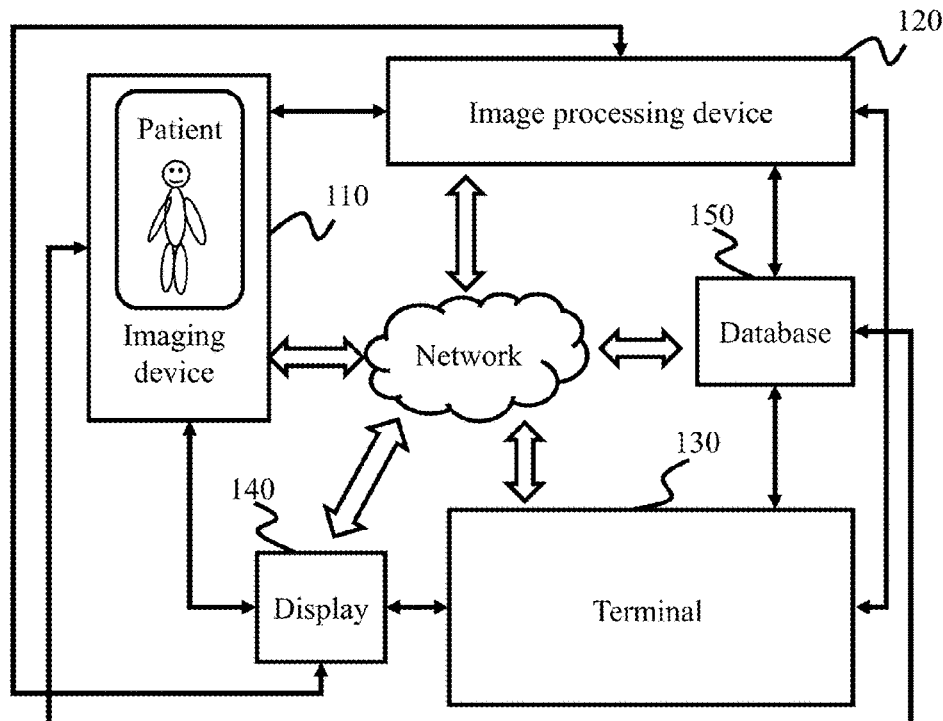 120
Image processing device
Patient
110
150
Imaging
device
Network
Database
130
140
Display
Terminal